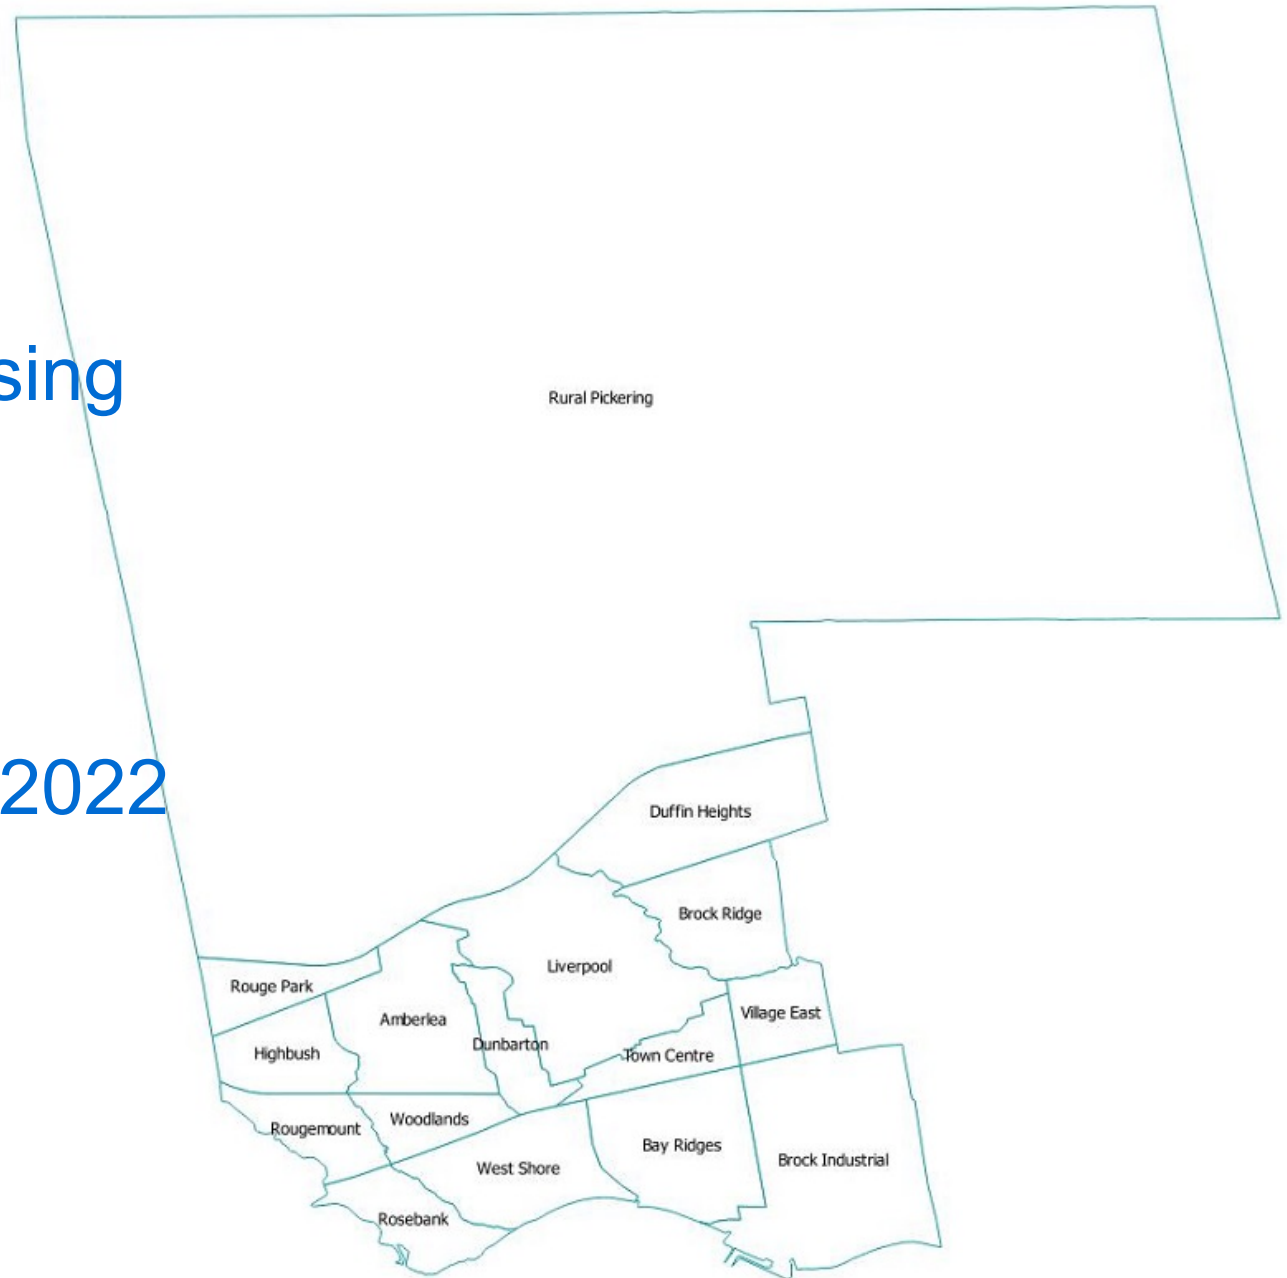 sing
Rural Pickering
2022
Duffin Heights
Brock Ridge
Liverpool
Rouge Park
Village East
Amberlea
Dunbarton
Highbush
Town Centre
Woodlands
Rougemount
Bay Ridges
Brock Industrial
West Shore
Rosebank